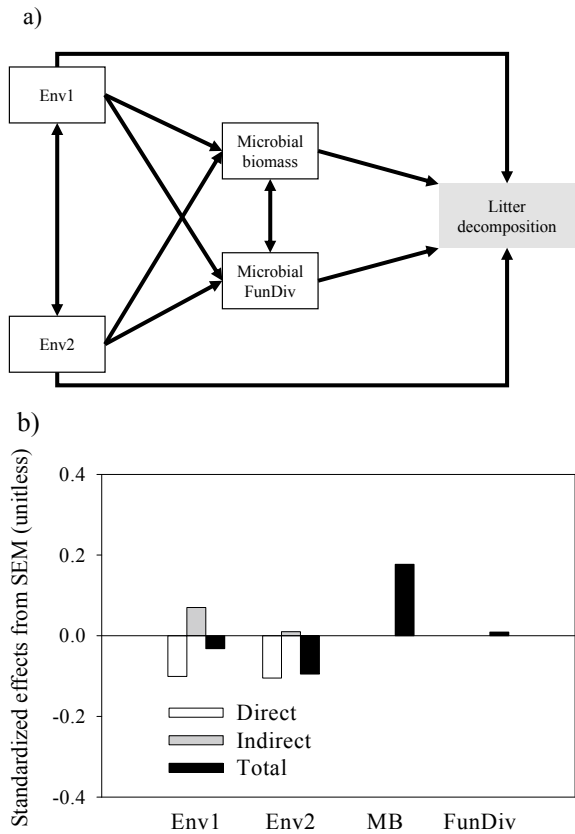 a)
Env1
Microbial
biomass
Litter
decomposition
Microbial
FunDiv
Env2
b)
Standardized effects from SEM (unitless)
0.4
0.2
0.0
-0.2
-0.4
Direct
Indirect
Total
Env1 Env2 MB FunDiv